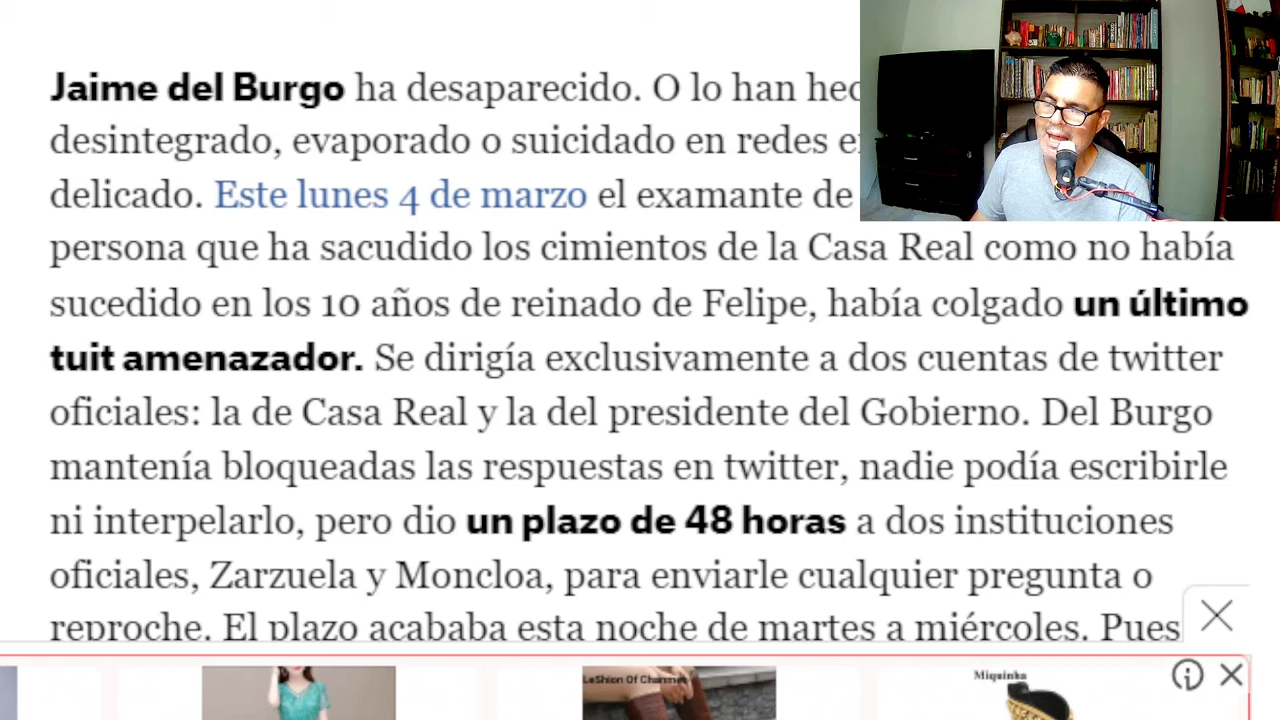 Jaime del Burgo ha desaparecido. O lo han
desintegrado, evaporado o suicidado en redes
delicado. Este lunes 4 de marzo el examante de
persona que ha sacudido los cimientos de la Casa Real como no había
sucedido en los 10 años de reinado de Felipe, había colgado un último
tuit amenazador. Se dirigía exclusivamente a dos cuentas de twitter
oficiales: la de Casa Real y la del presidente del Gobierno. Del Burgo
mantenía bloqueadas las respuestas en twitter, nadie podía escribirle
ni interpelarlo, pero dio un plazo de 48 horas a dos instituciones
oficiales, Zarzuela y Moncloa, para enviarle cualquier pregunta o
reproche. El plazo acababa esta noche de martes a miércoles. Pues
LeShion Of Chanmeb
Miquinha